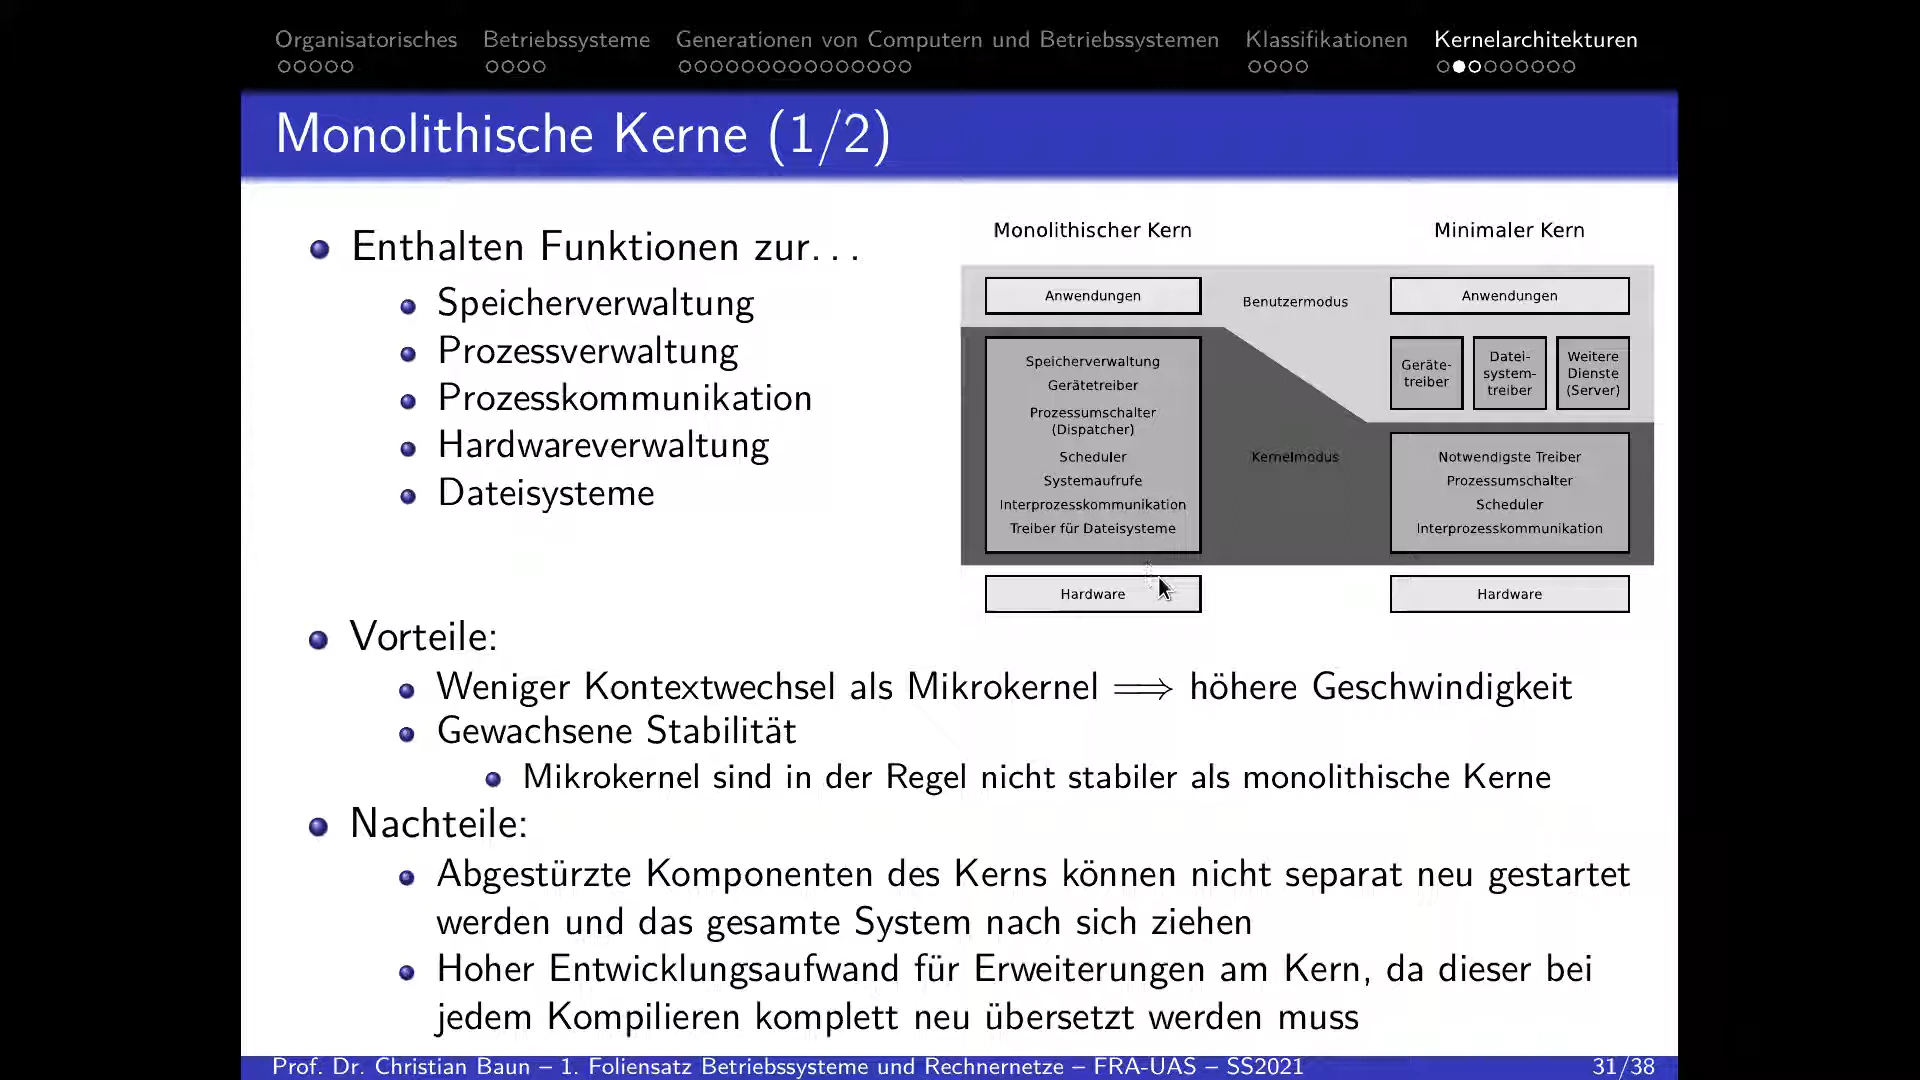 Organisatorisches Betriebssysteme Generationen von Computern und Betriebssystemen Klassifikationen Kernelarchitekturen
Monolithische Kerne (1/2)
Enthalten Funktionen zur...
Speicherverwaltung
Prozessverwaltung
Prozesskommunikation
Hardwareverwaltung
Dateisysteme
Monolithischer Kern
Minimaler Kern
Anwendungen
Benutzermodus
Anwendungen
Speicherverwaltung
Gerätetreiber
Prozessumschalter
(Dispatcher)
Scheduler
Systemaufrufe
Interprozesskommunikation
Treiber für Dateisysteme
Kernelmodus
Geräte-
treiber
Datei-
system-
treiber
Weitere
Dienste
(Server)
Notwendigste Treiber
Prozessumschalter
Scheduler
Interprozesskommunikation
Hardware
Hardware
Vorteile:
Weniger Kontextwechsel als Mikrokernel ⟹ höhere Geschwindigkeit
Gewachsene Stabilität
Mikrokernel sind in der Regel nicht stabiler als monolithische Kerne
Nachteile:
Abgestürzte Komponenten des Kerns können nicht separat neu gestartet
werden und das gesamte System nach sich ziehen
Hoher Entwicklungsaufwand für Erweiterungen am Kern, da dieser bei
jedem Kompilieren komplett neu übersetzt werden muss
Prof. Dr. Christian Baun – 1. Foliensatz Betriebssysteme und Rechnernetze – FRA-UAS – SS2021 31/38